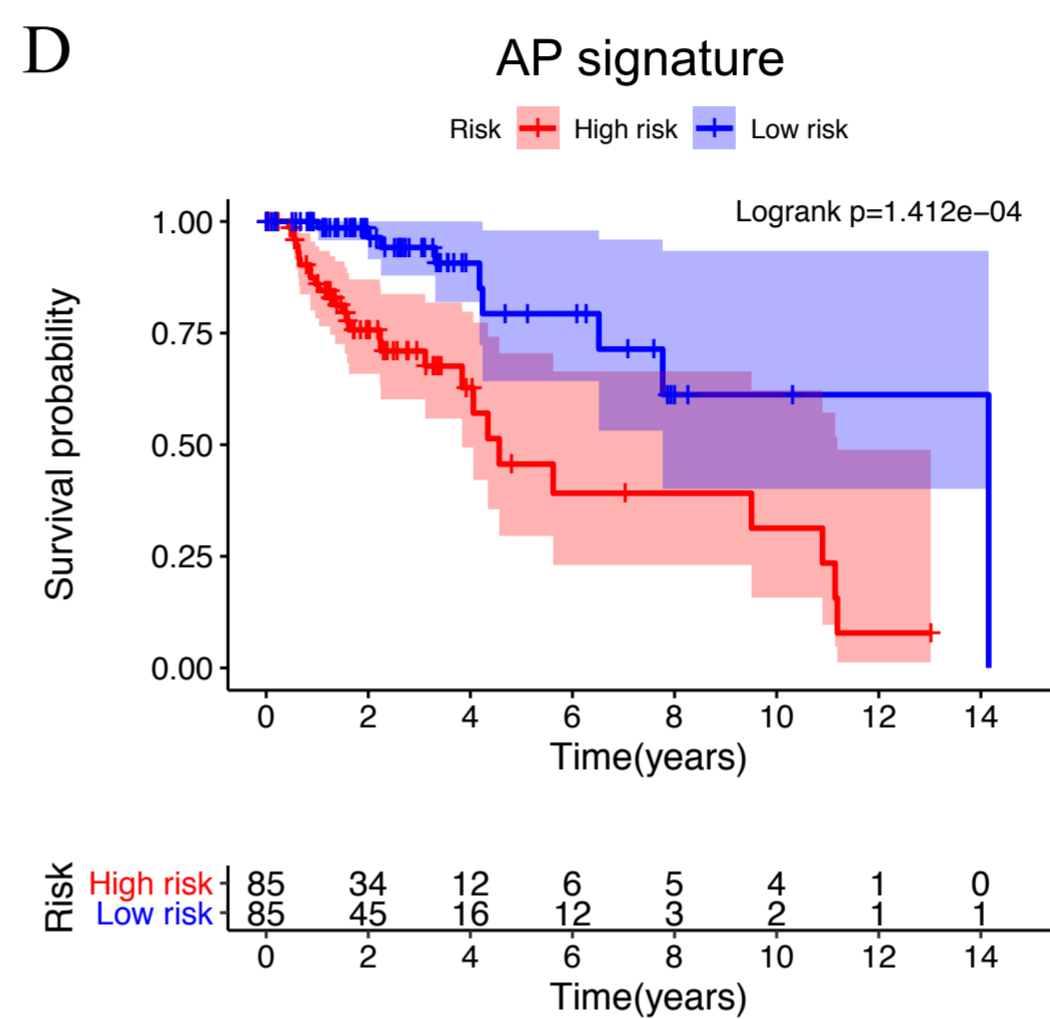 D
AP signature
Risk High risk Low risk
Logrank p=1.412e−04
Survival probability
1.00
0.75
0.50
0.25
0.00
0 2 4 6 8 10 12 14
Time(years)
Risk
High risk 85 34 12 6 5 4 1 0
Low risk 85 45 16 12 3 2 1 1
0 2 4 6 8 10 12 14
Time(years)